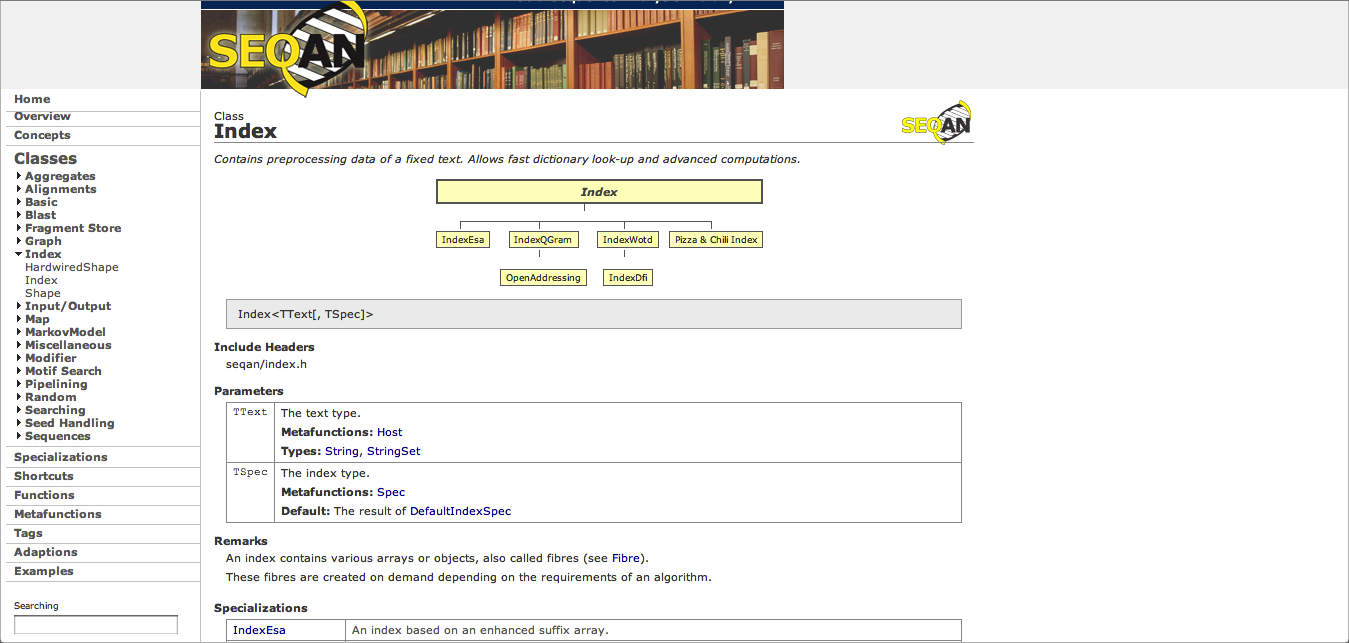 SEQAN
Home
Overview
Concepts
Classes
Aggregates
Alignments
Basic
Blast
Fragment Store
Graph
Index
HardwiredShape
Index
Shape
Input/Output
Map
MarkovModel
Miscellaneous
Modifier
Motif Search
Pipelining
Random
Searching
Seed Handling
Sequences
Specializations
Shortcuts
Functions
Metafunctions
Tags
Adaptions
Examples
Searching
Class
Index
SEQAN
Contains preprocessing data of a fixed text. Allows fast dictionary look-up and advanced computations.
Index
IndexEsa IndexQGram IndexWotd Pizza & Chili Index
OpenAddressing IndexDfi
Index<TText[, TSpec]>
Include Headers
seqan/index.h
Parameters
TText The text type.
Metafunctions: Host
Types: String, StringSet
TSpec The index type.
Metafunctions: Spec
Default: The result of DefaultIndexSpec
Remarks
An index contains various arrays or objects, also called fibres (see Fibre).
These fibres are created on demand depending on the requirements of an algorithm.
Specializations
IndexEsa An index based on an enhanced suffix array.